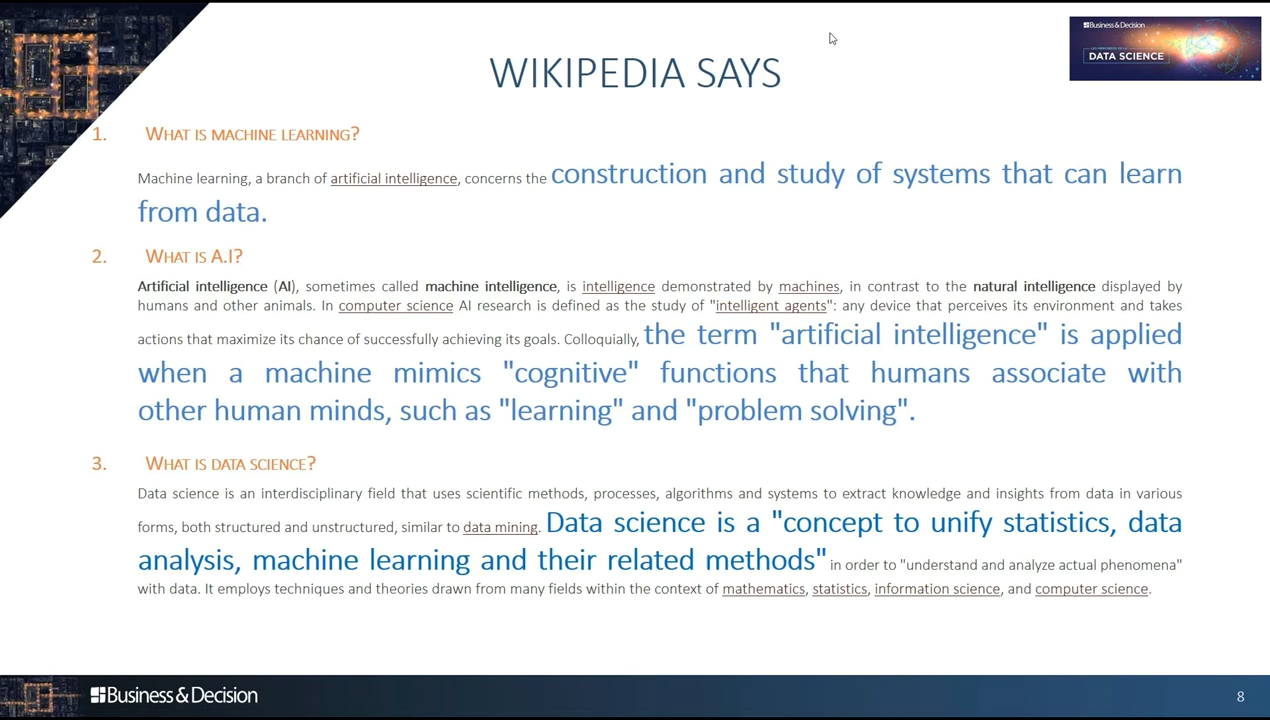 Business & Decision
DATA SCIENCE
WIKIPEDIA SAYS
1. WHAT IS MACHINE LEARNING?
Machine learning, a branch of artificial intelligence, concerns the construction and study of systems that can learn
from data.
2. WHAT IS A.I?
Artificial intelligence (AI), sometimes called machine intelligence, is intelligence demonstrated by machines, in contrast to the natural intelligence displayed by
humans and other animals. In computer science AI research is defined as the study of "intelligent agents": any device that perceives its environment and takes
actions that maximize its chance of successfully achieving its goals. Colloquially, the term "artificial intelligence" is applied
when a machine mimics "cognitive" functions that humans associate with
other human minds, such as "learning" and "problem solving".
3. WHAT IS DATA SCIENCE?
Data science is an interdisciplinary field that uses scientific methods, processes, algorithms and systems to extract knowledge and insights from data in various
forms, both structured and unstructured, similar to data mining. Data science is a "concept to unify statistics, data
analysis, machine learning and their related methods" in order to "understand and analyze actual phenomena"
with data. It employs techniques and theories drawn from many fields within the context of mathematics, statistics, information science, and computer science.
Business & Decision
8